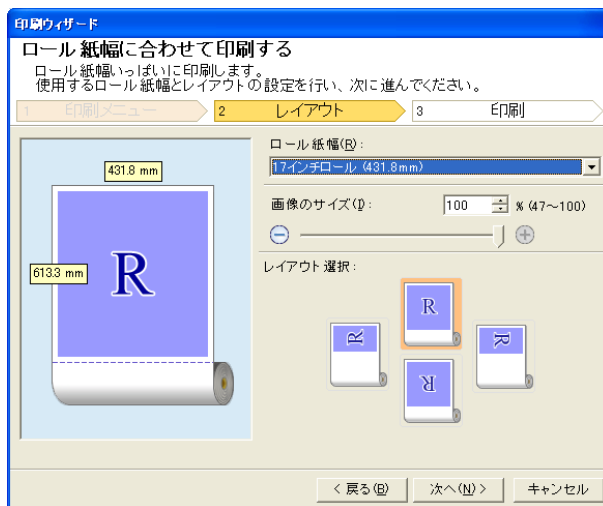 印刷ウィザード
ロール紙幅に合わせて印刷する
ロール紙幅いっぱいに印刷します。
使用するロール紙幅とレイアウトの設定を行い、次に進んでください。
1 印刷メニュー 2 レイアウト 3 印刷
ロール紙幅(R):
17インチロール (431.8mm)
431.8 mm
画像のサイズ(I): 100 % (47～100)
613.3 mm
R
レイアウト選択:
R
R
R
R
< 戻る(B) 次へ(N) > キャンセル